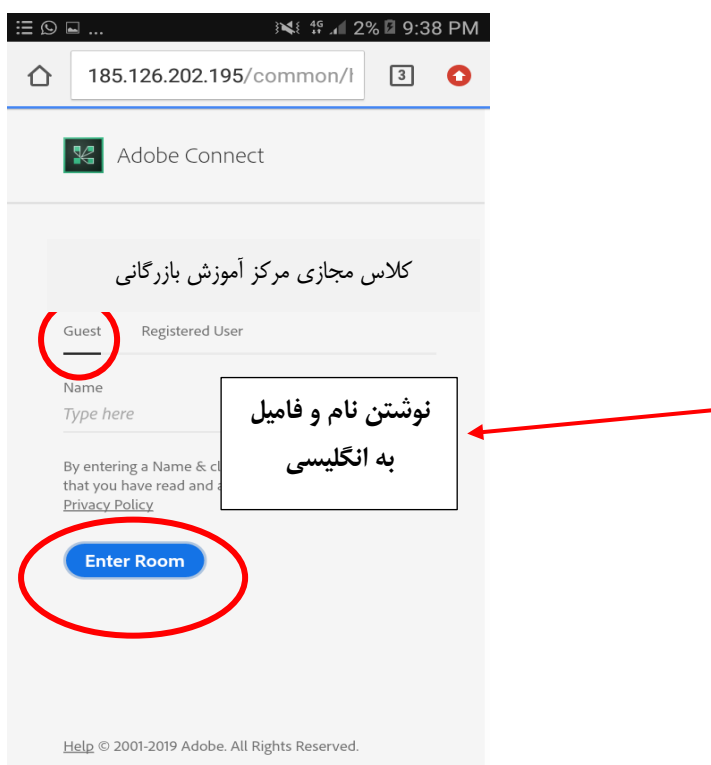 ... 4G 2% 9:38 PM
185.126.202.195/common/
3
Adobe Connect
کلاس مجازی مرکز آموزش بازرگانی
Guest Registered User
Name
Type here
نوشتن نام و فامیل
به انگلیسی
By entering a Name & cl
that you have read and
Privacy Policy
Enter Room
Help © 2001-2019 Adobe. All Rights Reserved.